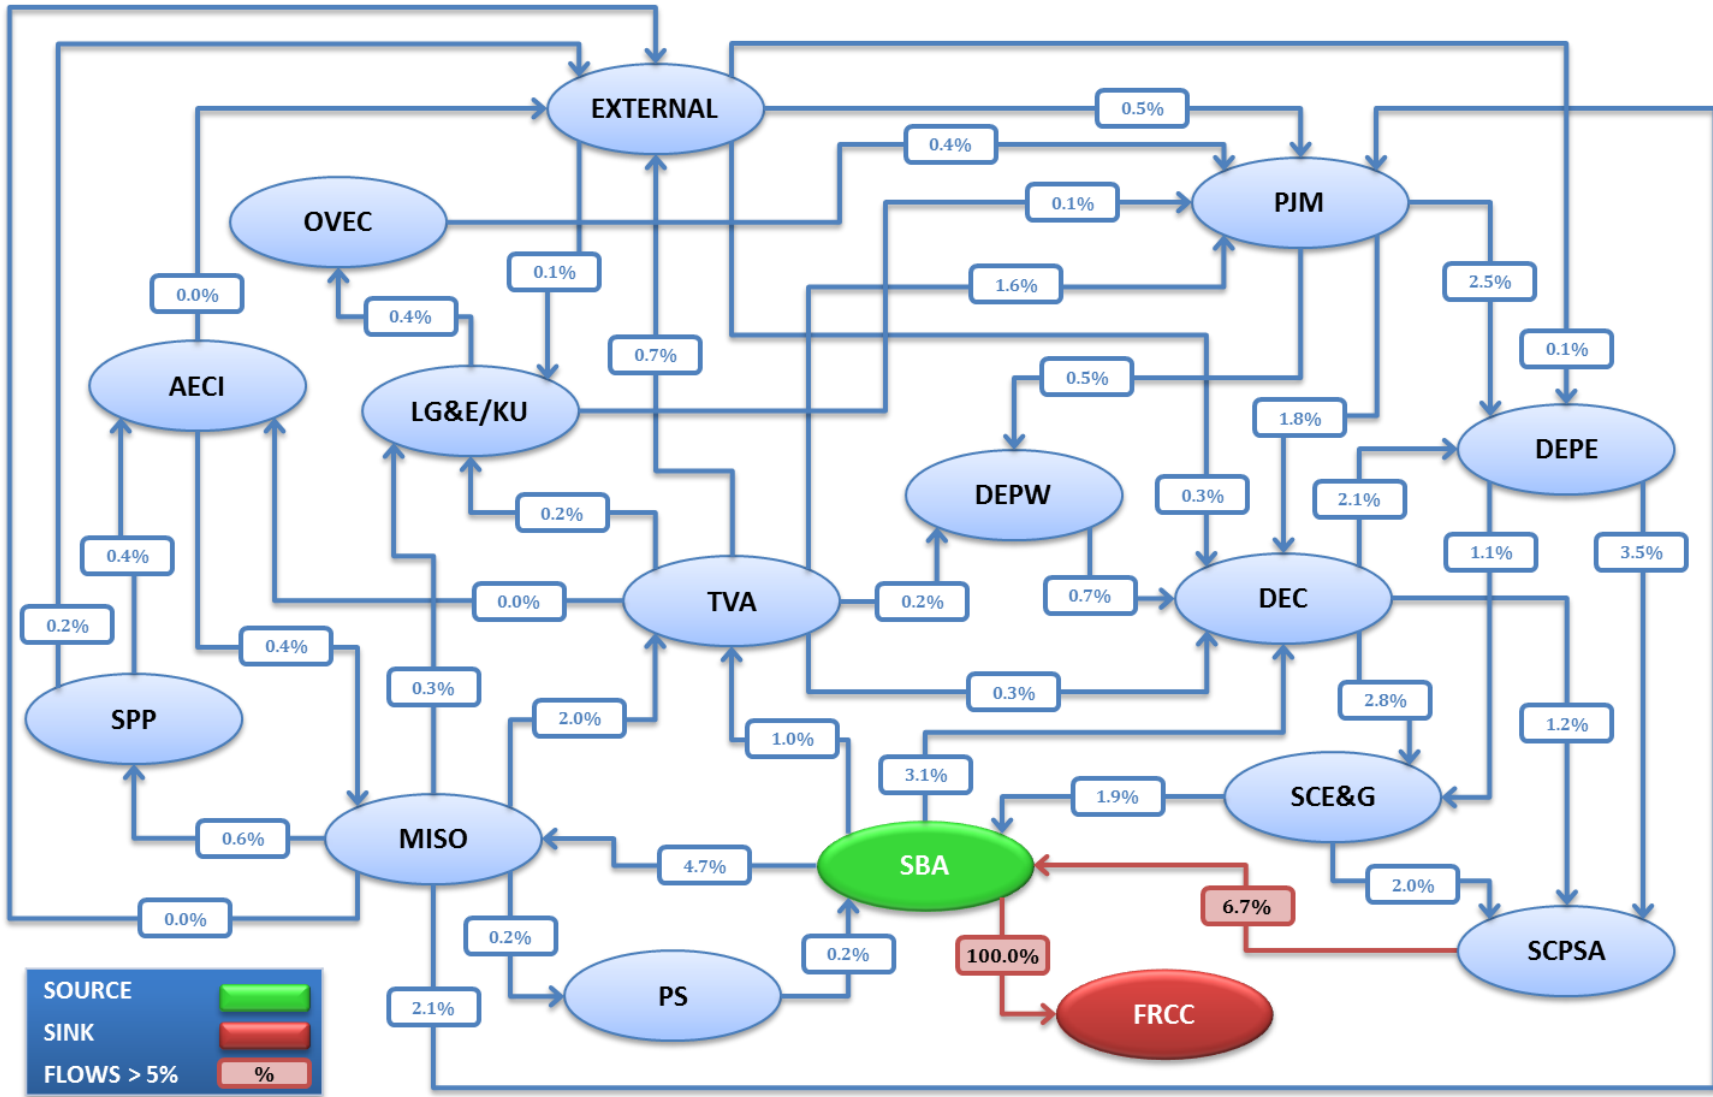 EXTERNAL
0.5%
0.4%
PJM
0.1%
OVEC
0.1%
1.6%
2.5%
0.0%
0.4%
0.7%
0.1%
0.5%
AECI
LG&E/KU
1.8%
DEPE
DEPW
0.3%
2.1%
0.2%
0.4%
1.1%
3.5%
TVA
0.0%
0.2%
0.7%
DEC
0.2%
0.4%
0.3%
0.3%
2.8%
SPP
2.0%
1.0%
1.2%
3.1%
SCE&G
1.9%
0.6%
MISO
4.7%
SBA
2.0%
0.0%
6.7%
0.2%
0.2%
100.0%
SCPSA
PS
2.1%
FRCC
SOURCE
SINK
FLOWS > 5% %